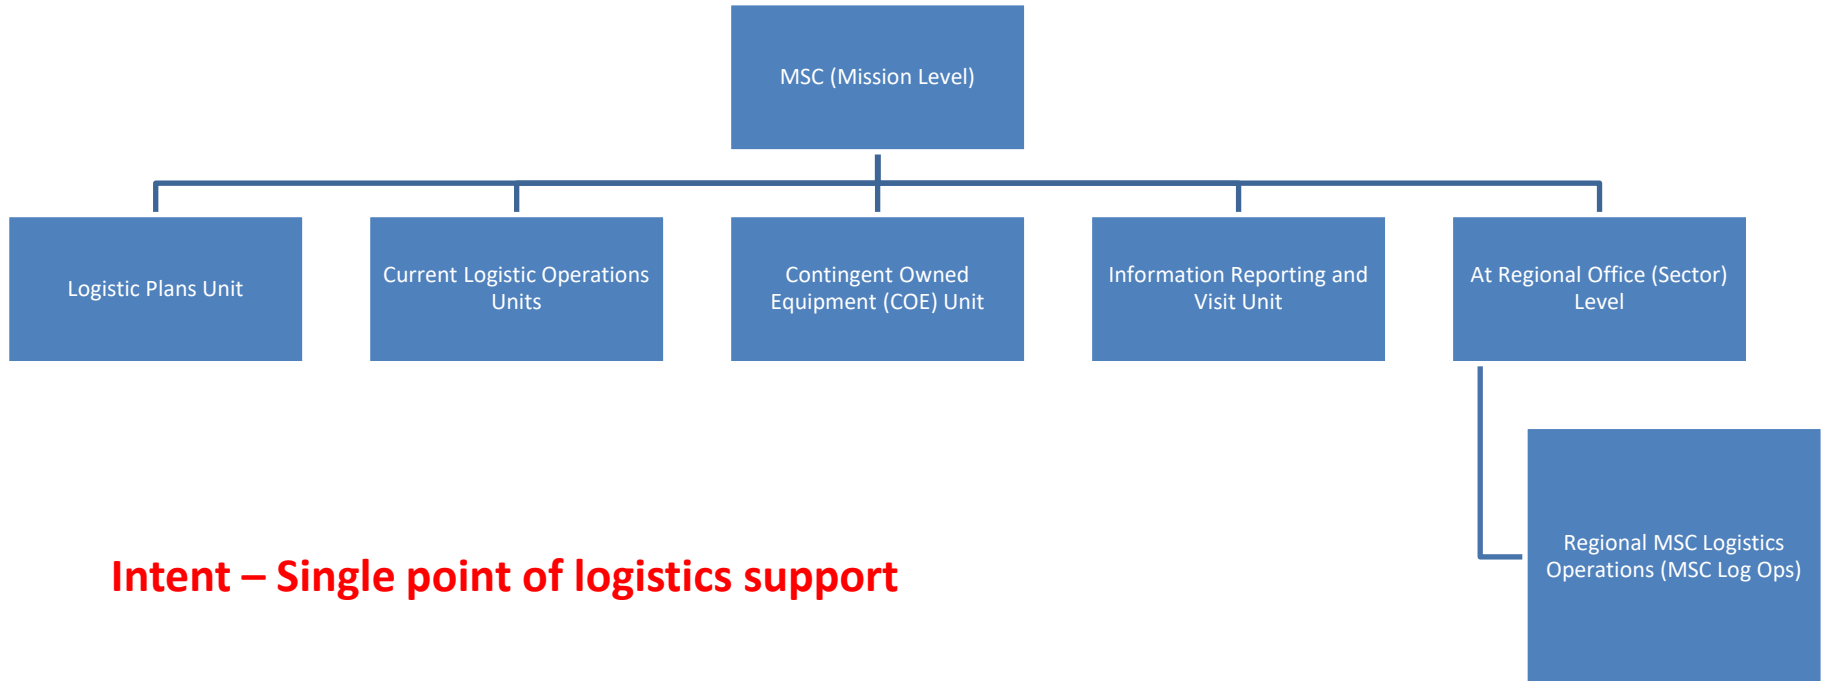 MSC (Mission Level)
Logistic Plans Unit
Current Logistic Operations
Units
Contingent Owned
Equipment (COE) Unit
Information Reporting and
Visit Unit
At Regional Office (Sector)
Level
Regional MSC Logistics
Operations (MSC Log Ops)
Intent – Single point of logistics support